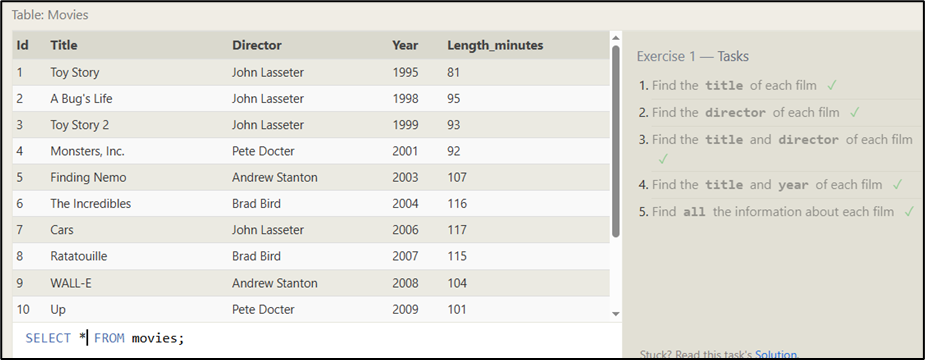 Table: Movies
Id Title Director Year Length_minutes
1 Toy Story John Lasseter 1995 81
2 A Bug's Life John Lasseter 1998 95
3 Toy Story 2 John Lasseter 1999 93
4 Monsters, Inc. Pete Docter 2001 92
5 Finding Nemo Andrew Stanton 2003 107
6 The Incredibles Brad Bird 2004 116
7 Cars John Lasseter 2006 117
8 Ratatouille Brad Bird 2007 115
9 WALL-E Andrew Stanton 2008 104
10 Up Pete Docter 2009 101
SELECT * FROM movies;
Exercise 1 — Tasks
1. Find the title of each film ✓
2. Find the director of each film ✓
3. Find the title and director of each film
✓
4. Find the title and year of each film ✓
5. Find all the information about each film ✓
Stuck? Read this task's Solution.